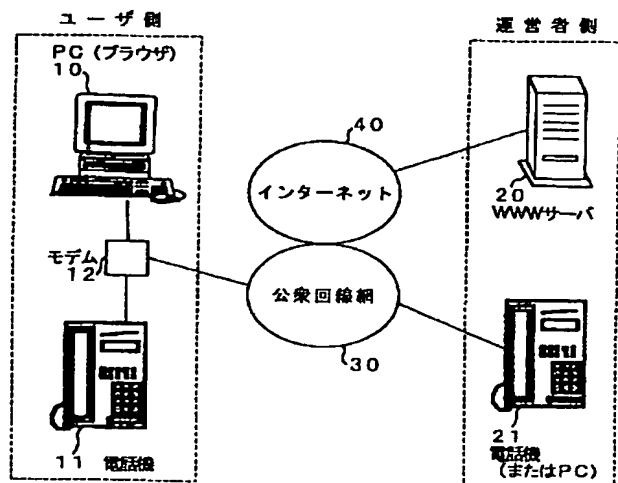 ユーザ側
PC（ブラウザ）
10
モデム
12
11 電話機
40
インターネット
公衆回線網
30
運営者側
20
WWWサーバ
21
電話機
（またはPC）